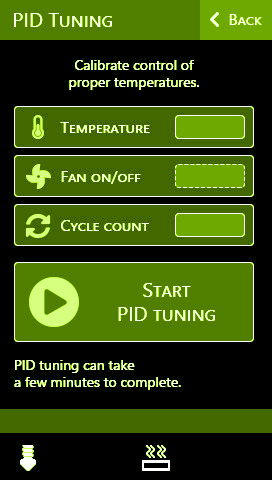 PID Tuning
Back
Calibrate control of
proper temperatures.
Temperature
Fan on/off
Cycle count
Start
PID tuning
PID tuning can take
a few minutes to complete.